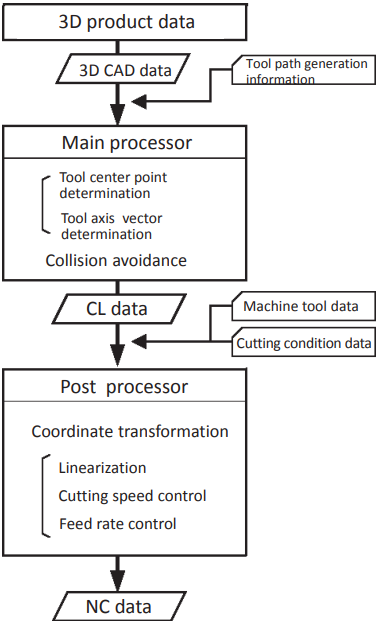 3D product data
3D CAD data
Tool path generation
information
Main processor
Tool center point
determination
Tool axis vector
determination
Collision avoidance
CL data
Machine tool data
Cutting condition data
Post processor
Coordinate transformation
Linearization
Cutting speed control
Feed rate control
NC data